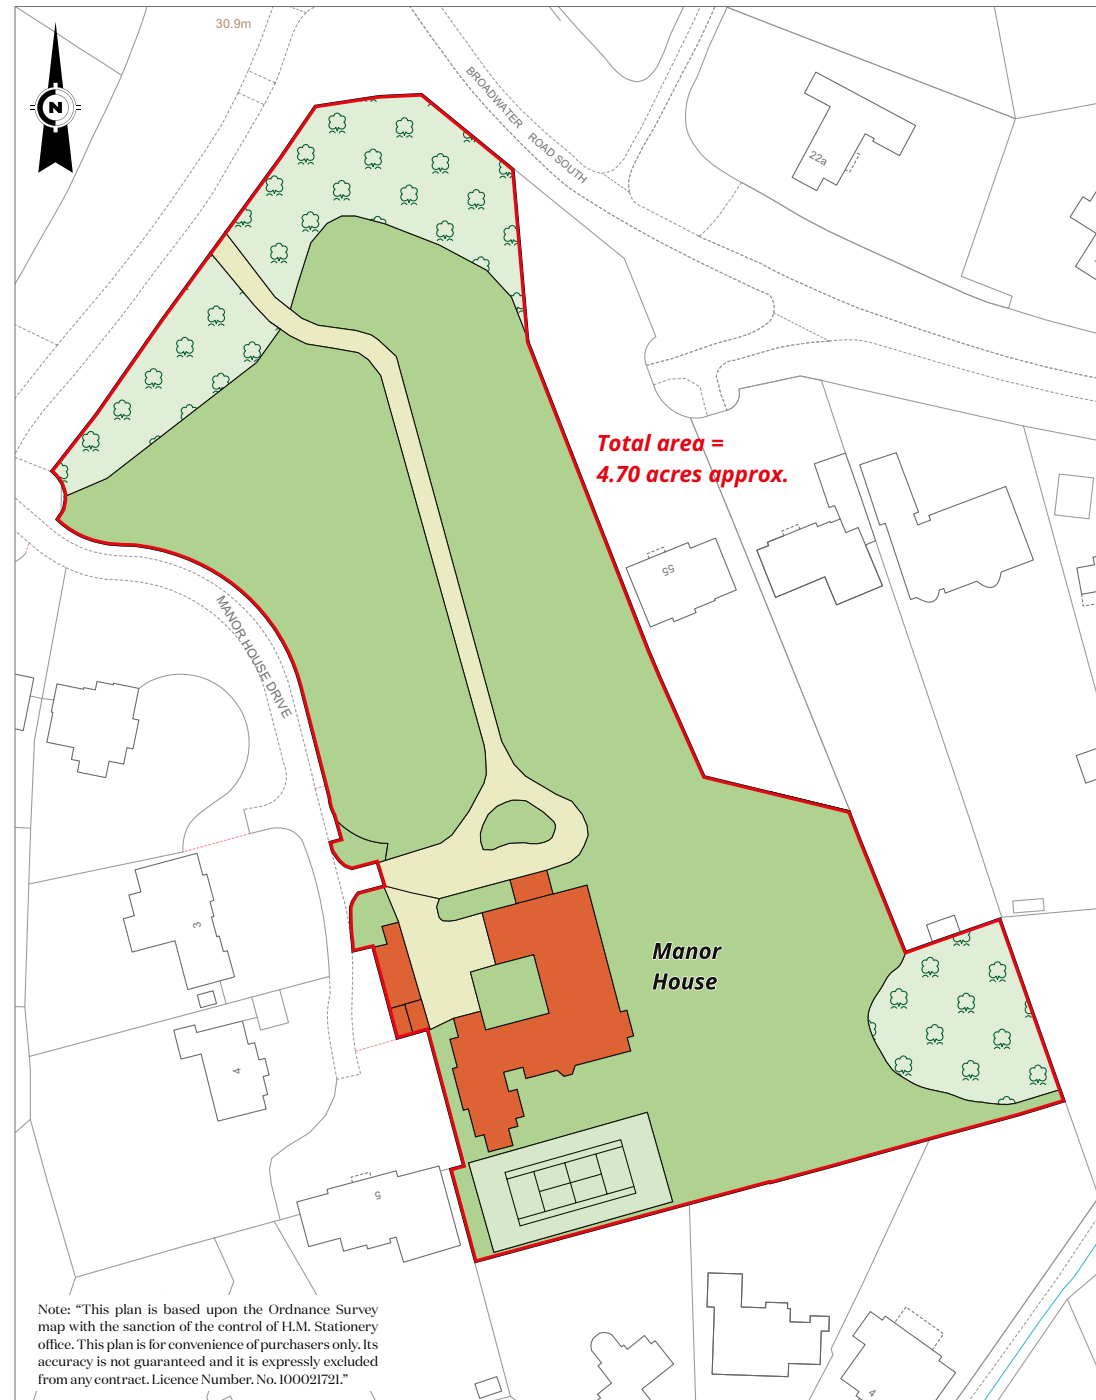 30.9m
N
BROADWATER ROAD SOUTH
22a
Total area =
4.70 acres approx.
55
MANOR HOUSE DRIVE
3
Manor
House
4
5
4
Note: “This plan is based upon the Ordnance Survey
map with the sanction of the control of H.M. Stationery
office. This plan is for convenience of purchasers only. Its
accuracy is not guaranteed and it is expressly excluded
from any contract. Licence Number. No. 100021721.”